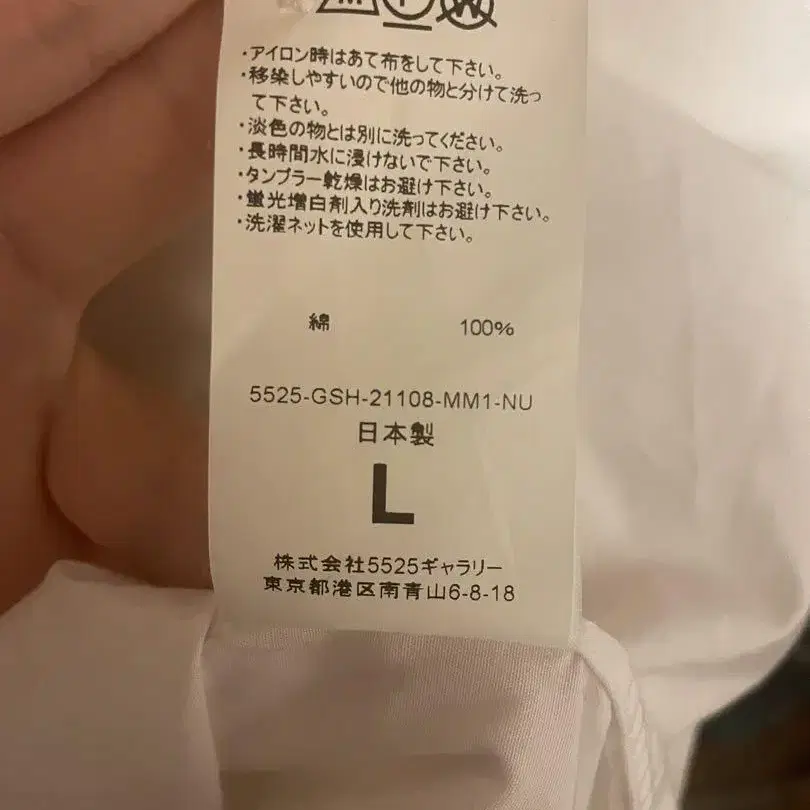 ・アイロン時はあて布をして下さい。
・移染しやすいので他の物と分けて洗っ
て下さい。
・淡色の物とは別に洗ってください。
・長時間水に浸けないで下さい。
・タンブラー乾燥はお避け下さい。
・蛍光増白剤入り洗剤はお避け下さい。
・洗濯ネットを使用して下さい。
綿 100%
5525-GSH-21108-MM1-NU
日本製
L
株式会社5525ギャラリー
東京都港区南青山6-8-18